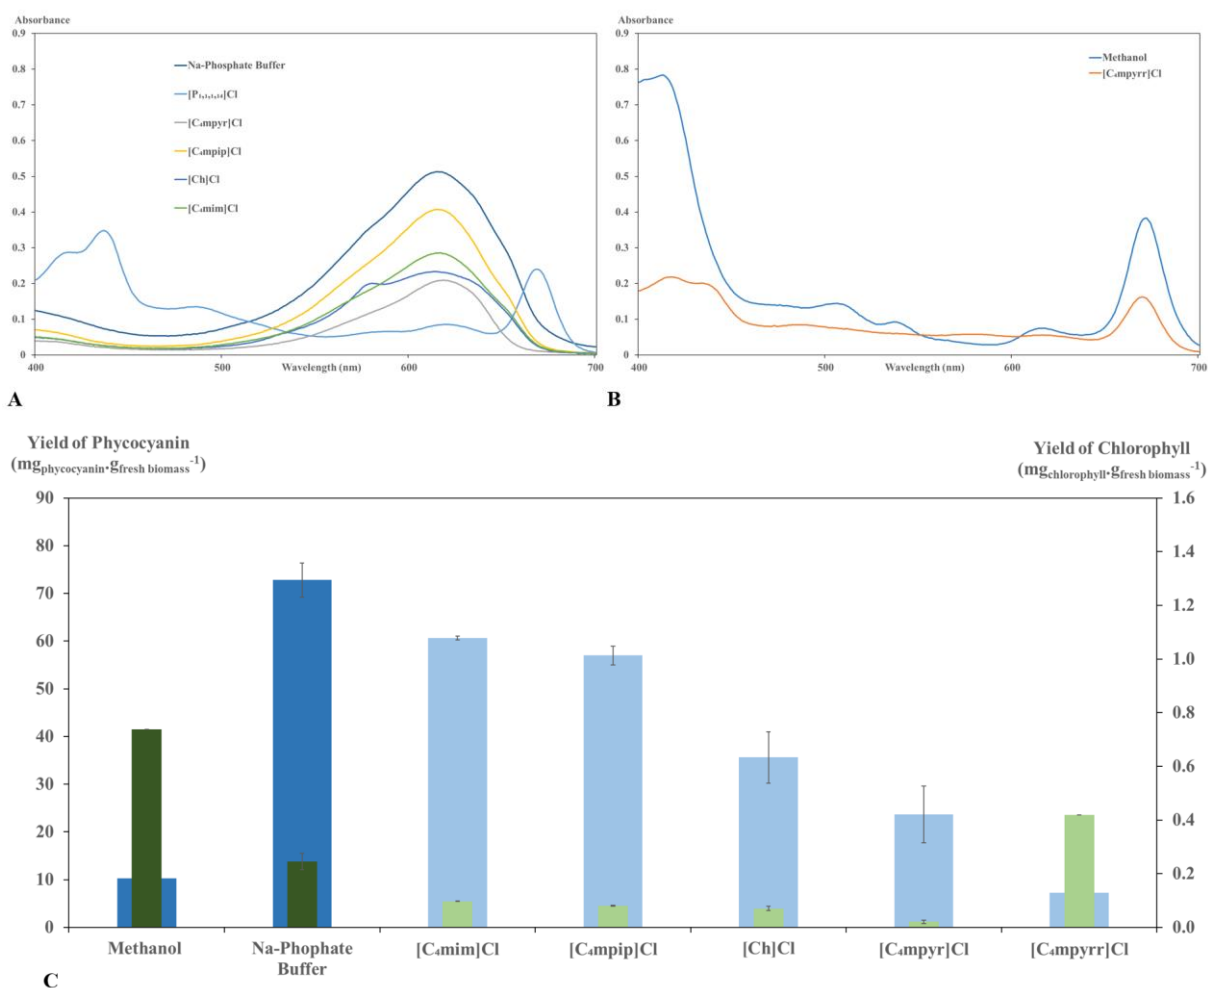 Absorbance
0.9
0.8
0.7
0.6
0.5
0.4
0.3
0.2
0.1
0
400
500
Wavelength (nm)
600
700
Na-Phosphate Buffer
[P₄,₄,₄,₁₄]Cl
[C₄mpyr]Cl
[C₄mpip]Cl
[Ch]Cl
[C₄mim]Cl
A
Absorbance
0.9
0.8
0.7
0.6
0.5
0.4
0.3
0.2
0.1
0
400
500
Wavelength (nm)
600
700
Methanol
[C₄mpyrr]Cl
B
Yield of Phycocyanin
(mgphycocyanin.gfresh biomass⁻¹)
90
80
70
60
50
40
30
20
10
0
Yield of Chlorophyll
(mgchlorophyll.gfresh biomass⁻¹)
1.6
1.4
1.2
1.0
0.8
0.6
0.4
0.2
0.0
Methanol
Na-Phophate
Buffer
[C₄mim]Cl
[C₄mpip]Cl
[Ch]Cl
[C₄mpyr]Cl
[C₄mpyrr]Cl
C